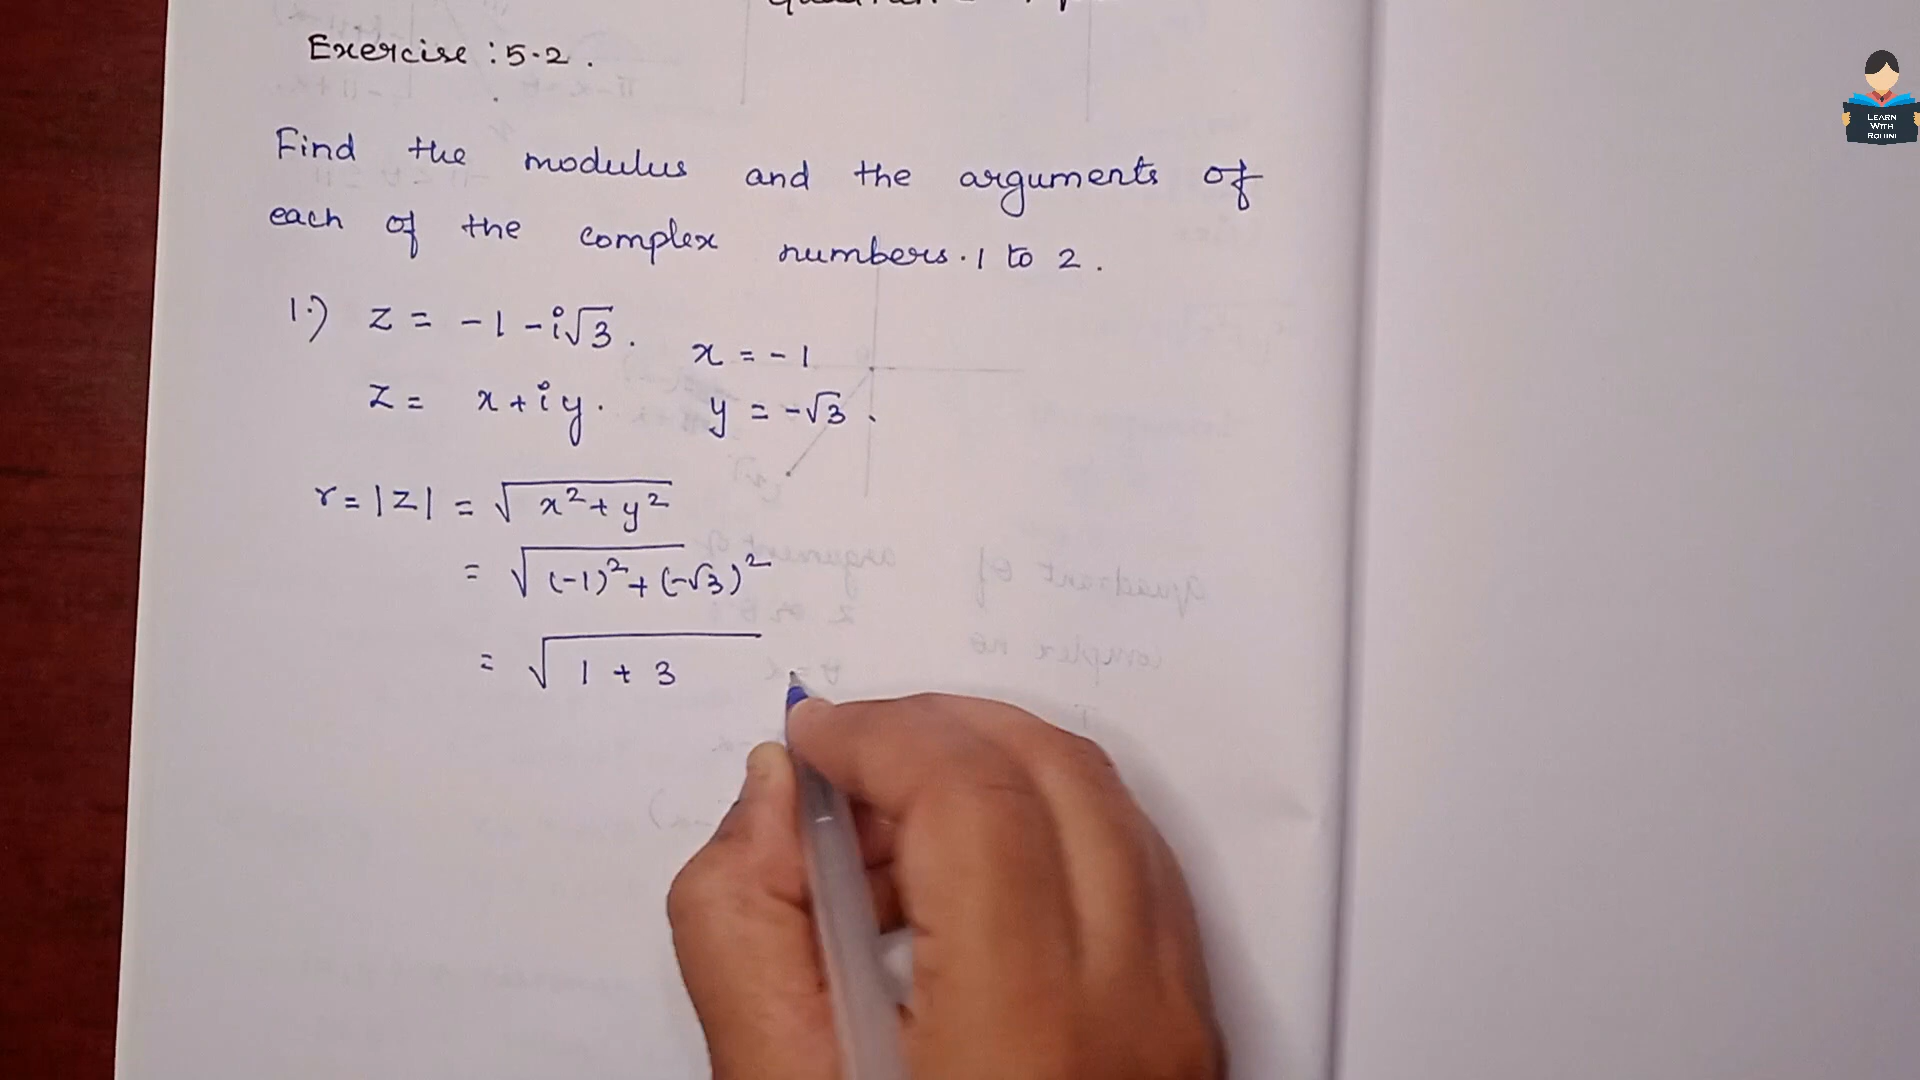 Exercise : 5.2 .
Find the modulus and the arguments of
each of the complex numbers. 1 to 2 .
1.) z = -1 - i√3 . x = -1
z = x + iy . y = -√3 .
r = |z| = √x² + y²
= √(-1)² + (-√3)²
= √1 + 3
LEARN
WITH
ROHINI